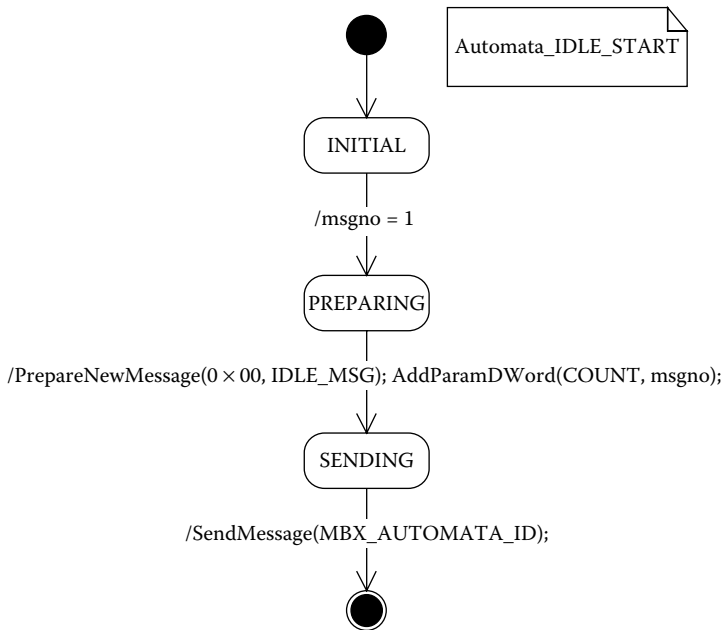 Automata_IDLE_START
INITIAL
/msgno = 1
PREPARING
/PrepareNewMessage(0 × 00, IDLE_MSG); AddParamDWord(COUNT, msgno);
SENDING
/SendMessage(MBX_AUTOMATA_ID);